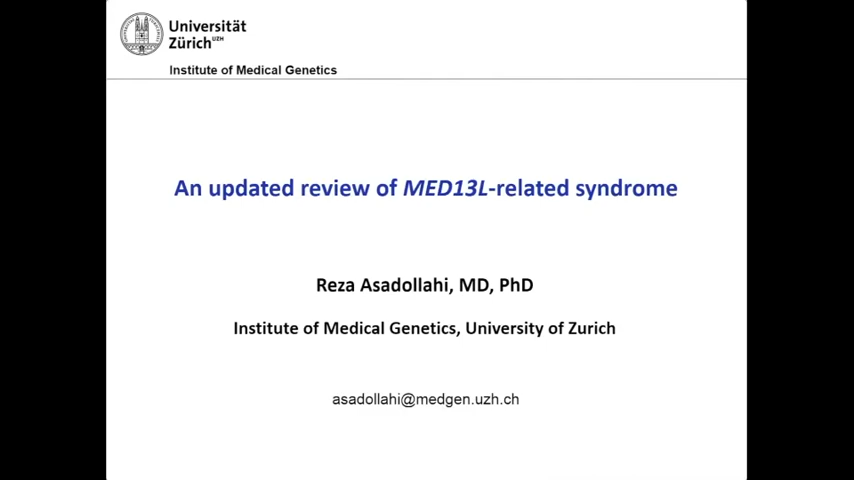 Universität
Zürich UZH
Institute of Medical Genetics
An updated review of MED13L-related syndrome
Reza Asadollahi, MD, PhD
Institute of Medical Genetics, University of Zurich
asadollahi@medgen.uzh.ch